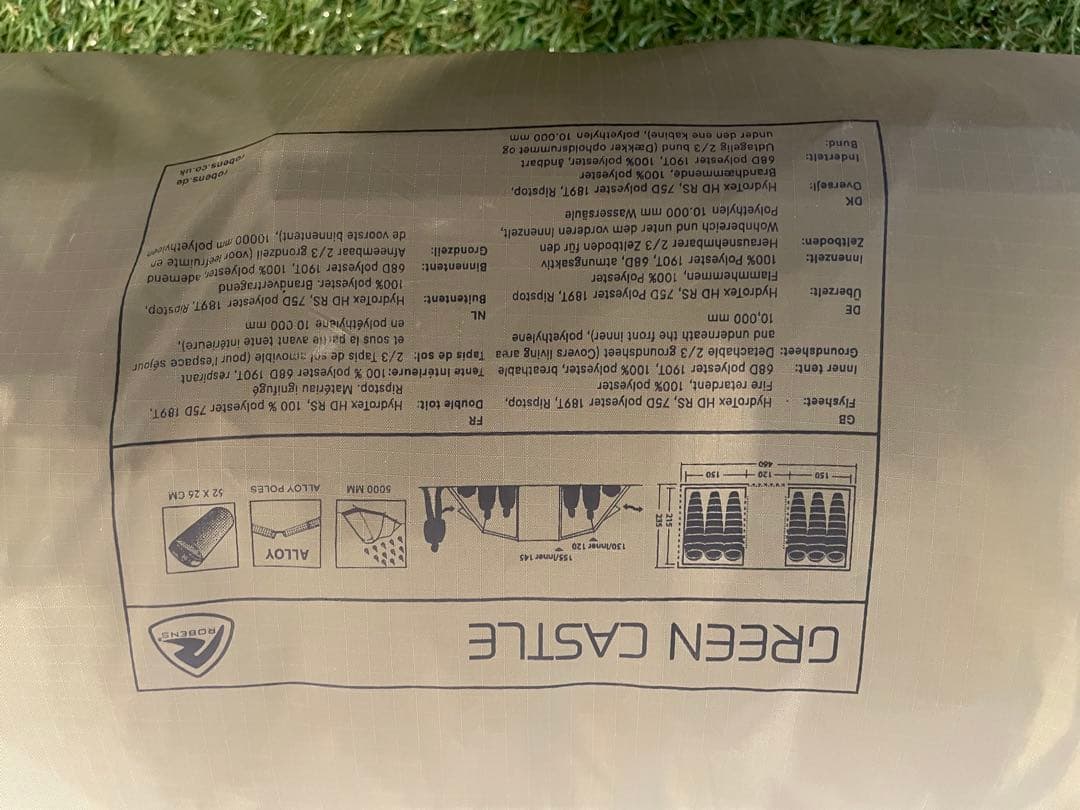 GREEN CASTLE
ROBENS
130/Inner 120
155/Inner 145
150
120
150
460
215
235
5000 MM
ALLOY
ALLOY POLES
52 X 26 CM
GB
Flysheet: HydroTex HD RS, 75D polyester 189T, Ripstop,
Fire retardent, 100% polyester
Inner tent: 68D polyester 190T, 100% polyester, breathable
Groundsheet: Detachable 2/3 groundsheet (Covers living area
and underneath the front inner), polyethylene
10,000 mm
DE
Überzelt: HydroTex HD RS, 75D Polyester 189T, Ripstop
Flammhemmen, 100% Polyester
Innenzelt: 100% Polyester 190T, 68D, atmungsaktiv
Zeltboden: Herausnehmbarer 2/3 Zeltboden für den
Wohnbereich und unter dem vorderen Innenzelt,
Polyethylen 10.000 mm Wassersäule
DK
Oversejl: HydroTex HD RS, 75D polyester 189T, Ripstop,
Brandhæmmende, 100% polyester
Indertelt: 68D polyester 190T, 100% polyester, åndbart
Bund: Udtagelig 2/3 bund (Dækker opholdsrummet og
under den ene kabine), polyethylen 10.000 mm
FR
Double toit: HydroTex HD RS, 100 % polyester 75D 189T,
Ripstop. Matériau ignifugé
Tente intérieure: 100 % polyester 68D 190T, respirant
Tapis de sol: 2/3 Tapis de sol amovible (pour l'espace séjour
et sous la partie avant tente intérieure),
en polyéthylène 10 000 mm
NL
Buitentent: HydroTex HD RS, 75D polyester 189T, Ripstop,
100% polyester. Brandvertragend
Binnentent: 68D polyester 190T, 100% polyester, ademend
Grondzeil: Afneembaar 2/3 grondzeil (voor leefruimte en
de voorste binnentent), 10000 mm polyethyleen
robens.de
robens.co.uk